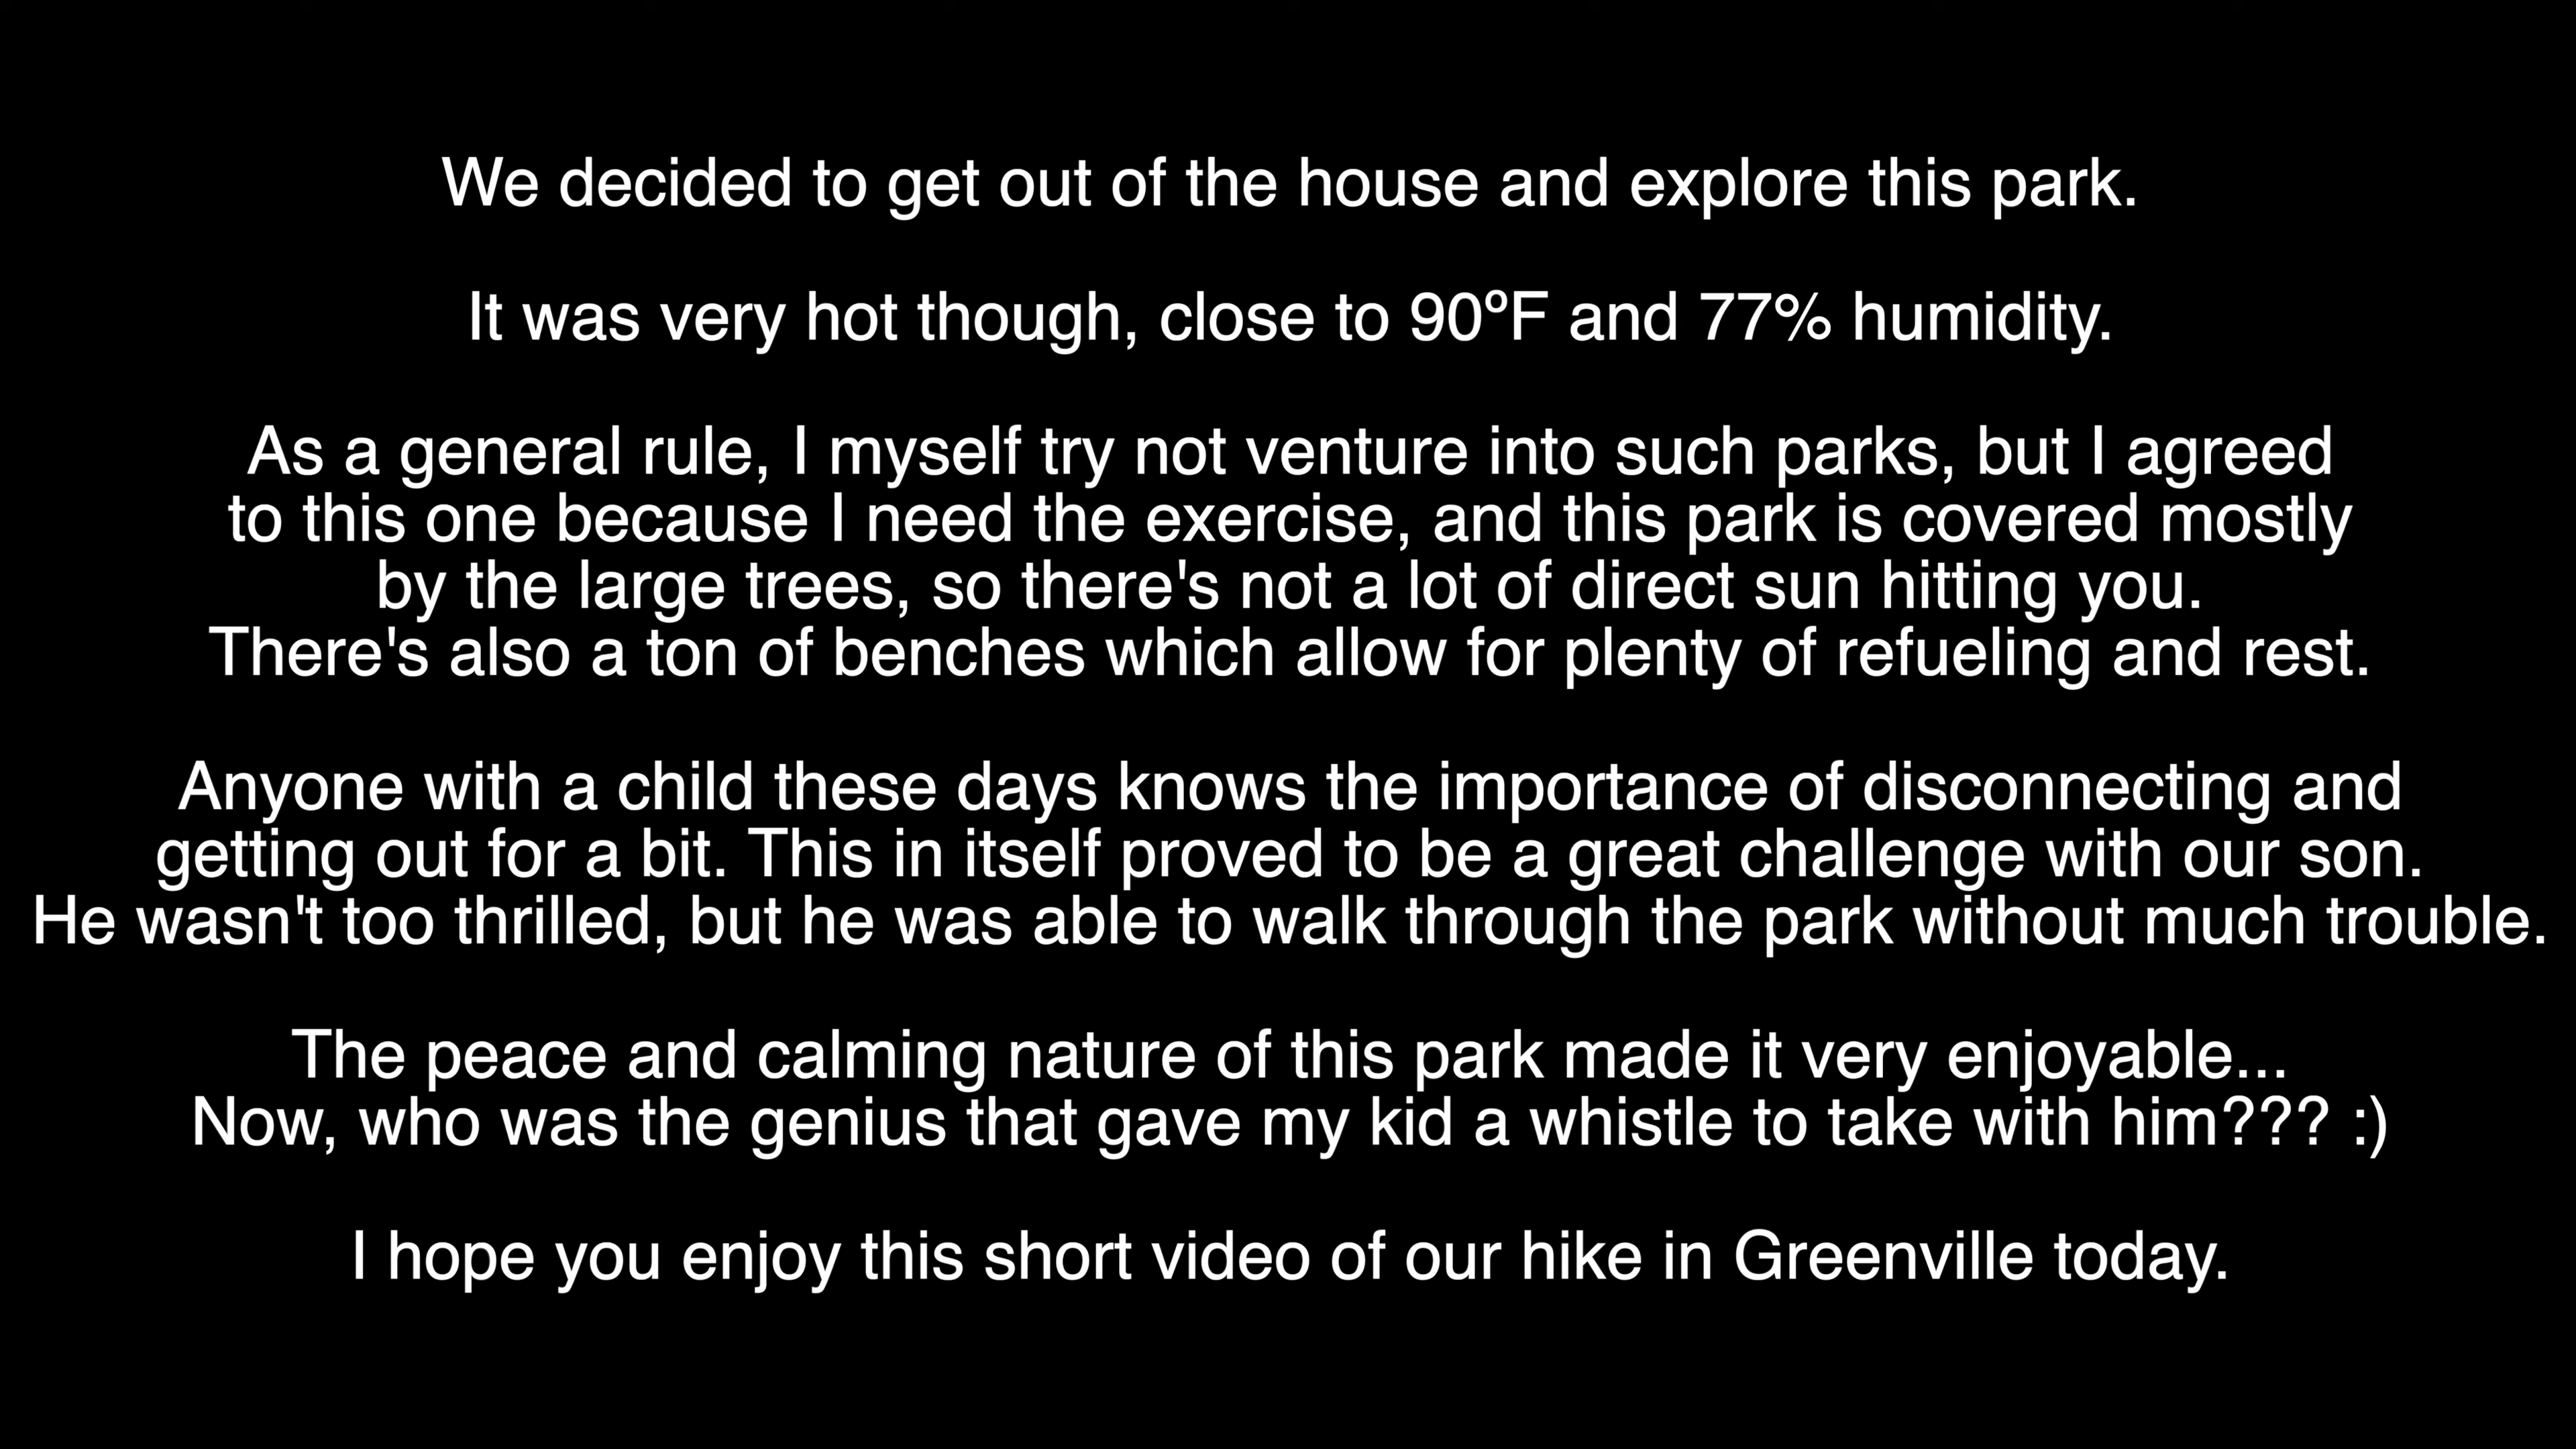 We decided to get out of the house and explore this park.
It was very hot though, close to 90ºF and 77% humidity.
As a general rule, I myself try not venture into such parks, but I agreed
to this one because I need the exercise, and this park is covered mostly
by the large trees, so there's not a lot of direct sun hitting you.
There's also a ton of benches which allow for plenty of refueling and rest.
Anyone with a child these days knows the importance of disconnecting and
getting out for a bit. This in itself proved to be a great challenge with our son.
He wasn't too thrilled, but he was able to walk through the park without much trouble.
The peace and calming nature of this park made it very enjoyable...
Now, who was the genius that gave my kid a whistle to take with him??? :)
I hope you enjoy this short video of our hike in Greenville today.